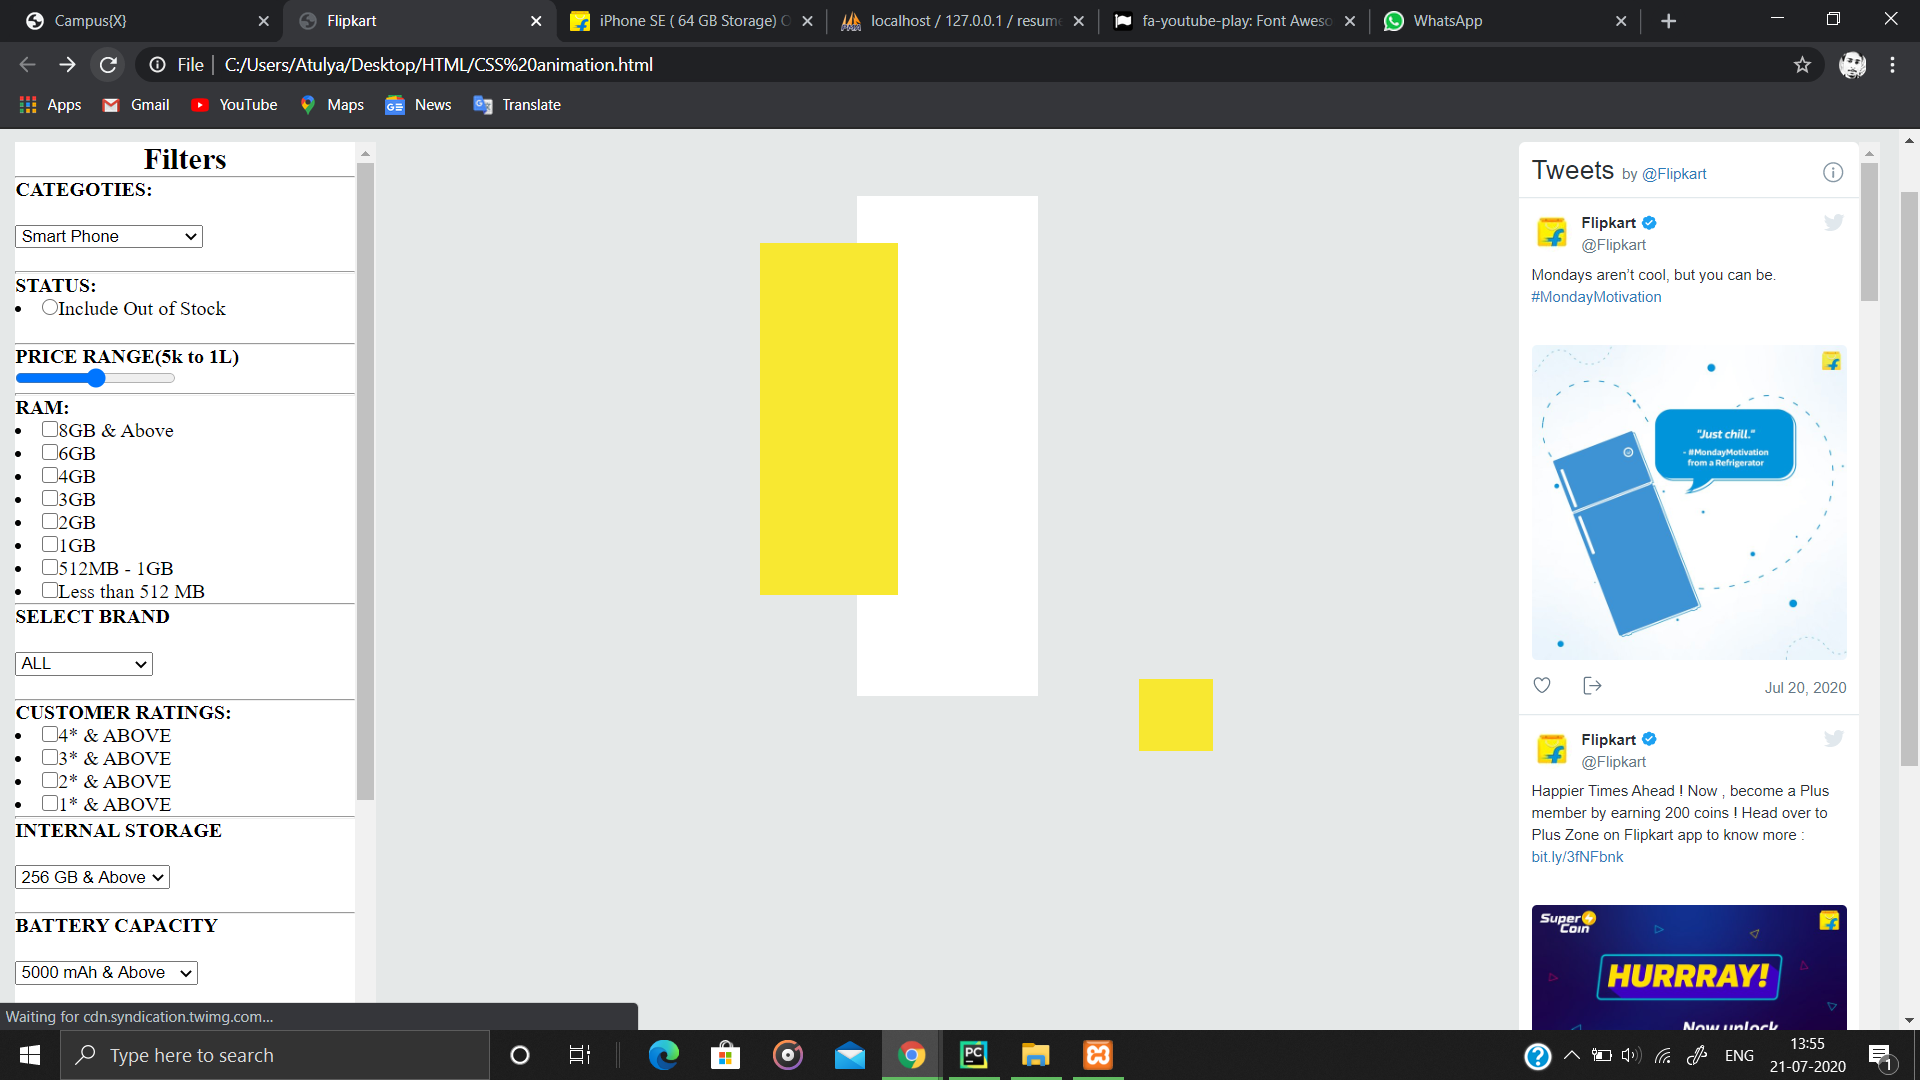 Campus{X}
Flipkart
iPhone SE ( 64 GB Storage) O
localhost / 127.0.0.1 / resum
fa-youtube-play: Font Aweso
WhatsApp
File
C:/Users/Atulya/Desktop/HTML/CSS%20animation.html
Apps
Gmail
YouTube
Maps
News
Translate
Filters
CATEGOTIES:
Smart Phone
STATUS:
Include Out of Stock
PRICE RANGE(5k to 1L)
RAM:
8GB & Above
6GB
4GB
3GB
2GB
1GB
512MB - 1GB
Less than 512 MB
SELECT BRAND
ALL
CUSTOMER RATINGS:
4* & ABOVE
3* & ABOVE
2* & ABOVE
1* & ABOVE
INTERNAL STORAGE
256 GB & Above
BATTERY CAPACITY
5000 mAh & Above
Waiting for cdn.syndication.twimg.com...
Tweets by @Flipkart
Flipkart
@Flipkart
Mondays aren’t cool, but you can be.
#MondayMotivation
"Just chill."
- #MondayMotivation
from a Refrigerator
Jul 20, 2020
Flipkart
@Flipkart
Happier Times Ahead ! Now , become a Plus
member by earning 200 coins ! Head over to
Plus Zone on Flipkart app to know more :
bit.ly/3fNFbnk
Super
Coin
HURRRAY!
Now unlock
Type here to search
PC
ENG
13:55
21-07-2020
1